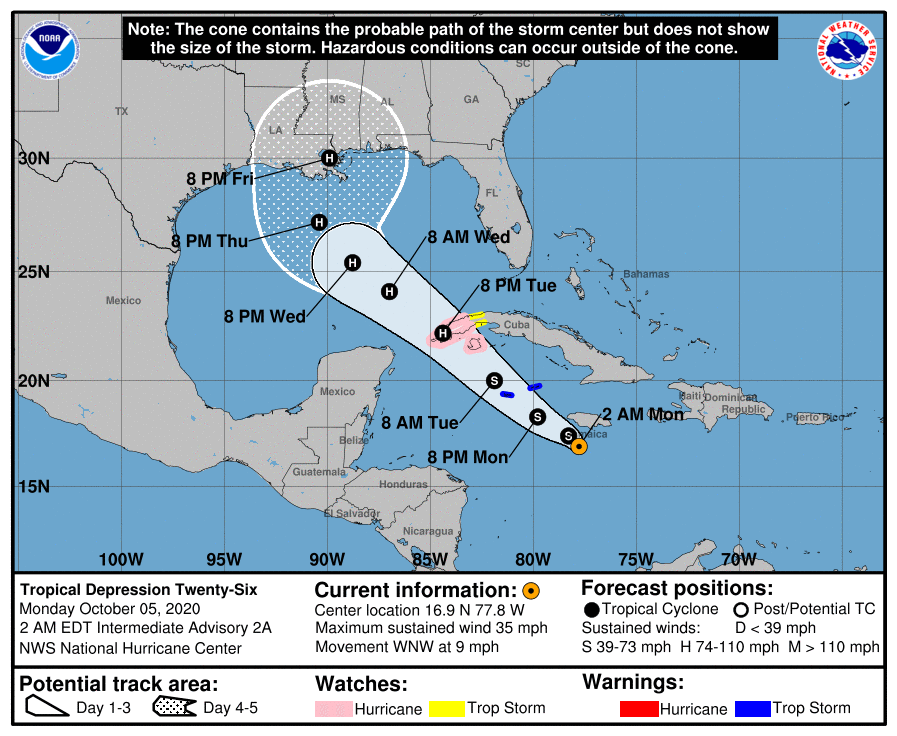 Note: The cone contains the probable path of the storm center but does not show
the size of the storm. Hazardous conditions can occur outside of the cone.
NOAA
NATIONAL WEATHER SERVICE
SC
MS
AL
GA
TX
LA
30N
8 PM Fri
FL
8 PM Thu
8 AM Wed
25N
Bahamas
8 PM Tue
Mexico
8 PM Wed
Cuba
20N
Mexico
Haiti
Dominican
Republic
Puerto Rico
8 AM Tue
2 AM Mon
Jamaica
Belize
8 PM Mon
Guatemala
Honduras
15N
El Salvador
Nicaragua
100W
95W
90W
85W
80W
75W
70W
Tropical Depression Twenty-Six
Monday October 05, 2020
2 AM EDT Intermediate Advisory 2A
NWS National Hurricane Center
Current information:
Center location 16.9 N 77.8 W
Maximum sustained wind 35 mph
Movement WNW at 9 mph
Forecast positions:
Tropical Cyclone Post/Potential TC
Sustained winds: D < 39 mph
S 39-73 mph H 74-110 mph M > 110 mph
Potential track area:
Day 1-3 Day 4-5
Watches:
Hurricane Trop Storm
Warnings:
Hurricane Trop Storm
H
H
H
H
H
S
S
S